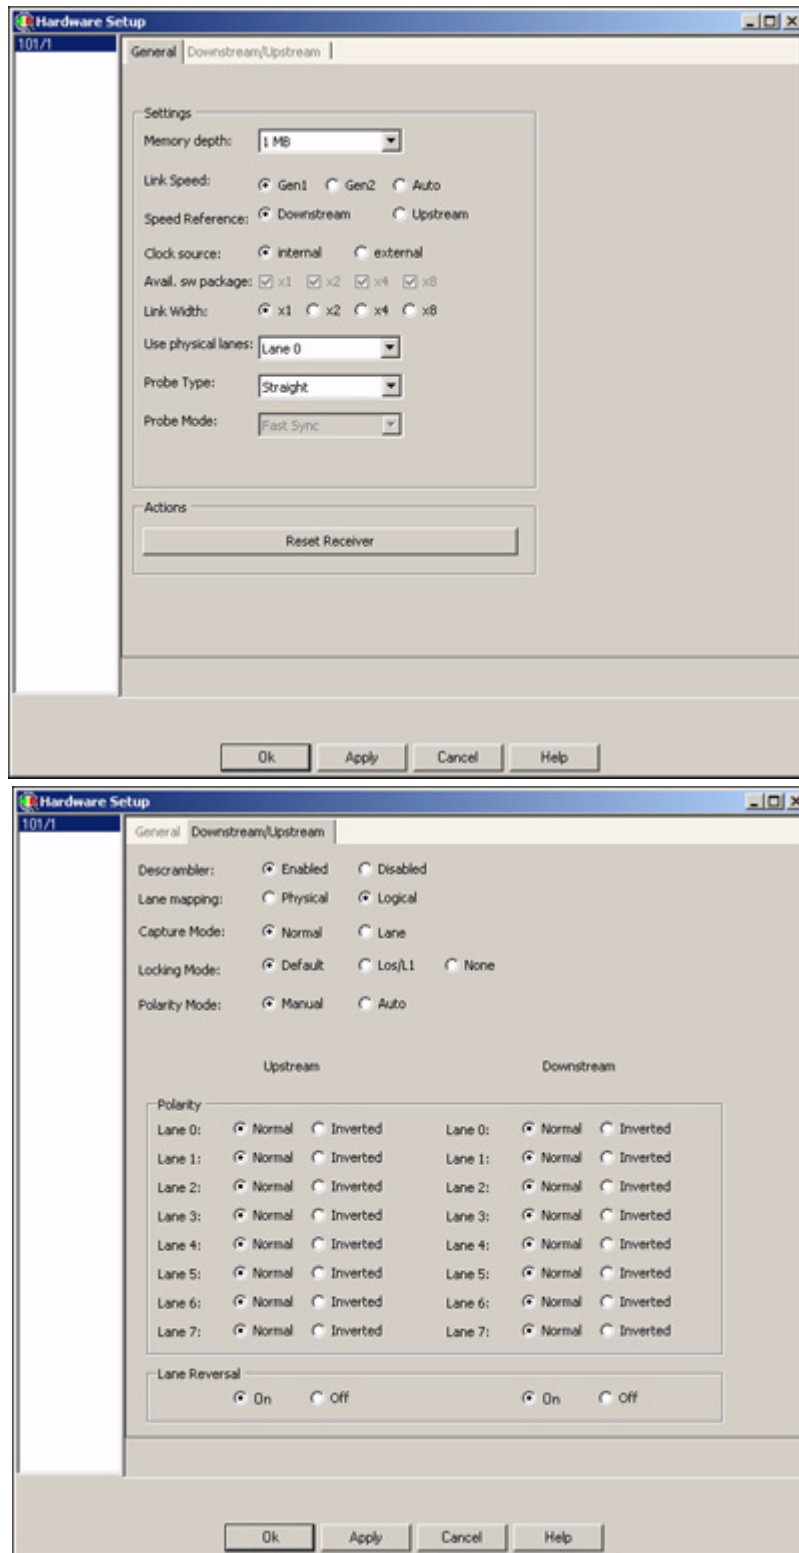 Hardware Setup
101/1
General Downstream/Upstream
Settings
Memory depth: 1 MB
Link Speed: Gen1 Gen2 Auto
Speed Reference: Downstream Upstream
Clock source: internal external
Avail. sw package: x1 x2 x4 x8
Link Width: x1 x2 x4 x8
Use physical lanes: Lane 0
Probe Type: Straight
Probe Mode: Fast Sync
Actions
Reset Receiver
Ok Apply Cancel Help
Hardware Setup
101/1
General Downstream/Upstream
Descrambler: Enabled Disabled
Lane mapping: Physical Logical
Capture Mode: Normal Lane
Locking Mode: Default Los/L1 None
Polarity Mode: Manual Auto
Upstream Downstream
Polarity
Lane 0: Normal Inverted Lane 0: Normal Inverted
Lane 1: Normal Inverted Lane 1: Normal Inverted
Lane 2: Normal Inverted Lane 2: Normal Inverted
Lane 3: Normal Inverted Lane 3: Normal Inverted
Lane 4: Normal Inverted Lane 4: Normal Inverted
Lane 5: Normal Inverted Lane 5: Normal Inverted
Lane 6: Normal Inverted Lane 6: Normal Inverted
Lane 7: Normal Inverted Lane 7: Normal Inverted
Lane Reversal
On Off On Off
Ok Apply Cancel Help